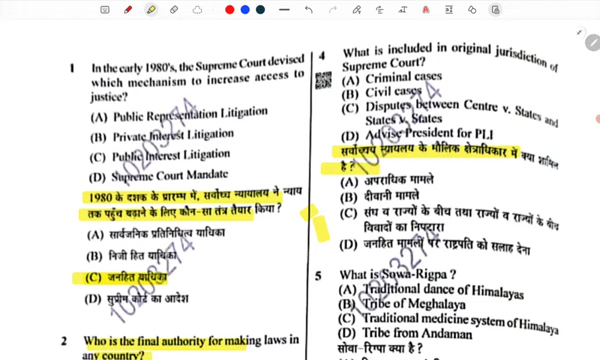 1 In the early 1980's, the Supreme Court devised
which mechanism to increase access to
justice?
(A) Public Representation Litigation
(B) Private Interest Litigation
(C) Public Interest Litigation
(D) Supreme Court Mandate
1980 के दशक के प्रारम्भ में, सर्वोच्च न्यायालय ने न्याय
तक पहुँच बढ़ाने के लिए कौन-सा तंत्र तैयार किया?
(A) सार्वजनिक प्रतिनिधित्व याचिका
(B) निजी हित याचिका
(C) जनहित याचिका
(D) सुप्रीम कोर्ट का आदेश
2 Who is the final authority for making laws in
any country?
4 What is included in original jurisdiction of
Supreme Court?
(A) Criminal cases
(B) Civil cases
(C) Disputes between Centre v. States and
States v. States
(D) Advise President for PLI
सर्वोच्च न्यायालय के मौलिक क्षेत्राधिकार में क्या शामिल
है?
(A) अपराधिक मामले
(B) दीवानी मामले
(C) संघ व राज्यों के बीच तथा राज्यों व राज्यों के बीच
विवादों का निपटारा
(D) जनहित मामलों पर राष्ट्रपति को सलाह देना
5 What is Sowa-Rigpa ?
(A) Traditional dance of Himalayas
(B) Tribe of Meghalaya
(C) Traditional medicine system of Himalaya
(D) Tribe from Andaman
सोवा-रिग्पा क्या है ?
10203274
10203274
10203274
10203274